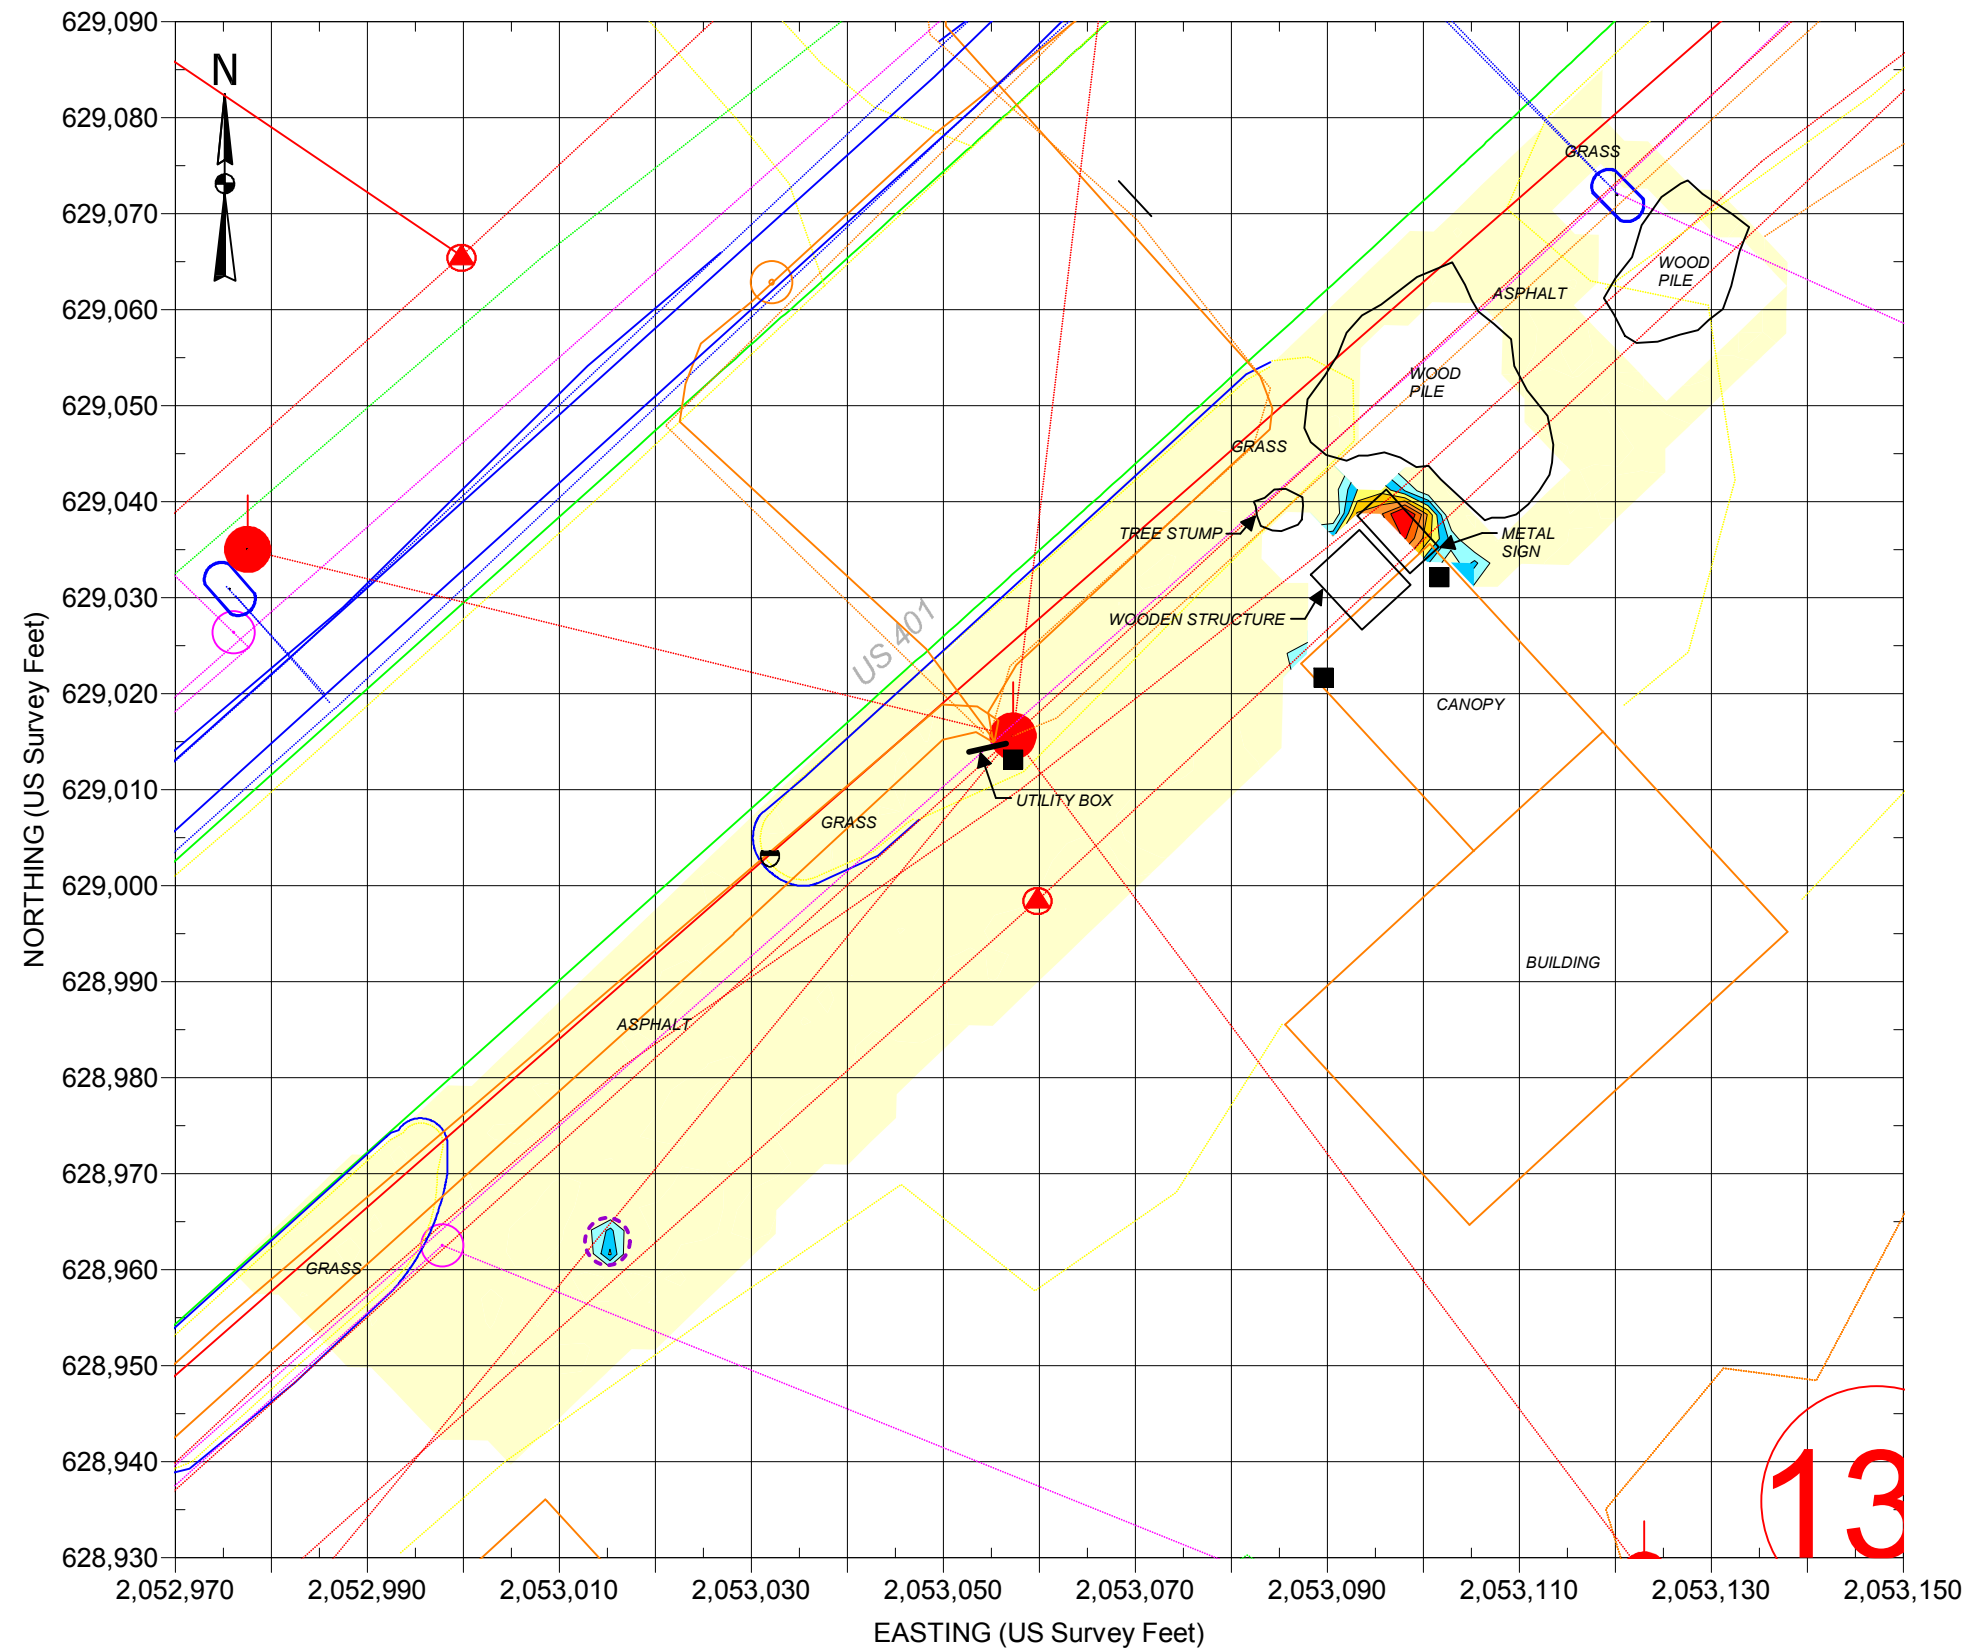 629,090
N
629,080
GRASS
629,070
WOOD
PILE
ASPHALT
629,060
WOOD
PILE
629,050
GRASS
629,040
TREE STUMP
METAL
SIGN
629,030
WOODEN STRUCTURE
US 401
629,020
CANOPY
629,010
UTILITY BOX
GRASS
629,000
NORTHING (US Survey Feet)
628,990
BUILDING
ASPHALT
628,980
628,970
GRASS
628,960
628,950
628,940
13
628,930
2,052,970 2,052,990 2,053,010 2,053,030 2,053,050 2,053,070 2,053,090 2,053,110 2,053,130 2,053,150
EASTING (US Survey Feet)